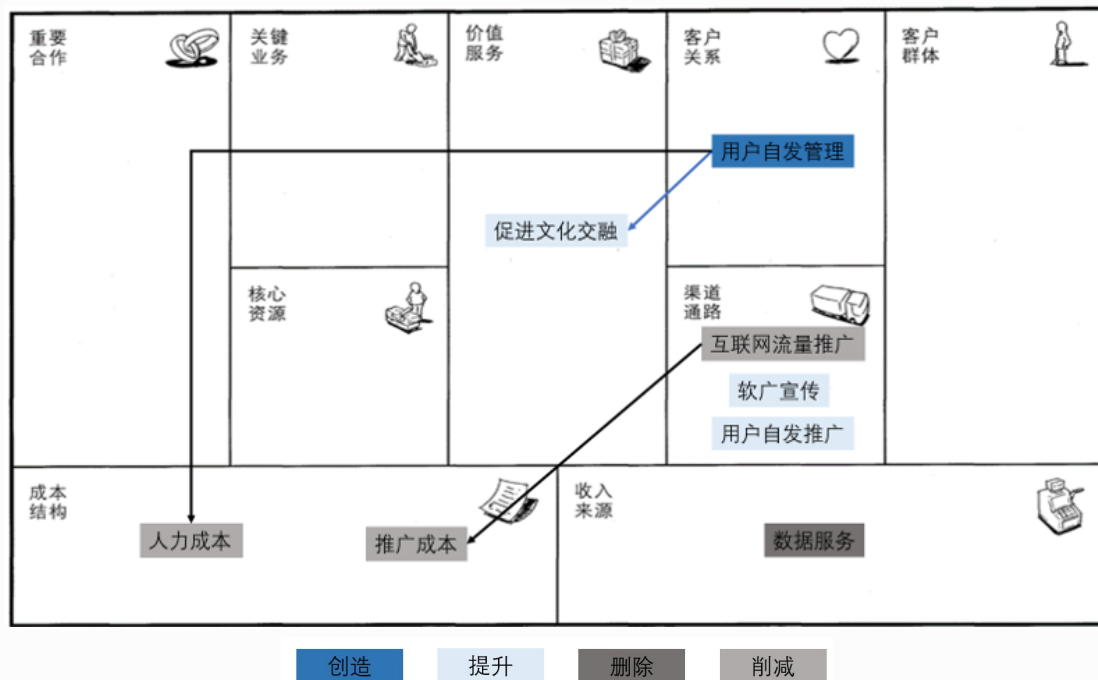 重要
合作
关键
业务
价值
服务
客户
关系
客户
群体
用户自发管理
促进文化交融
核心
资源
渠道
通路
互联网流量推广
软广宣传
用户自发推广
成本
结构
人力成本
推广成本
收入
来源
数据服务
创造
提升
删除
削减